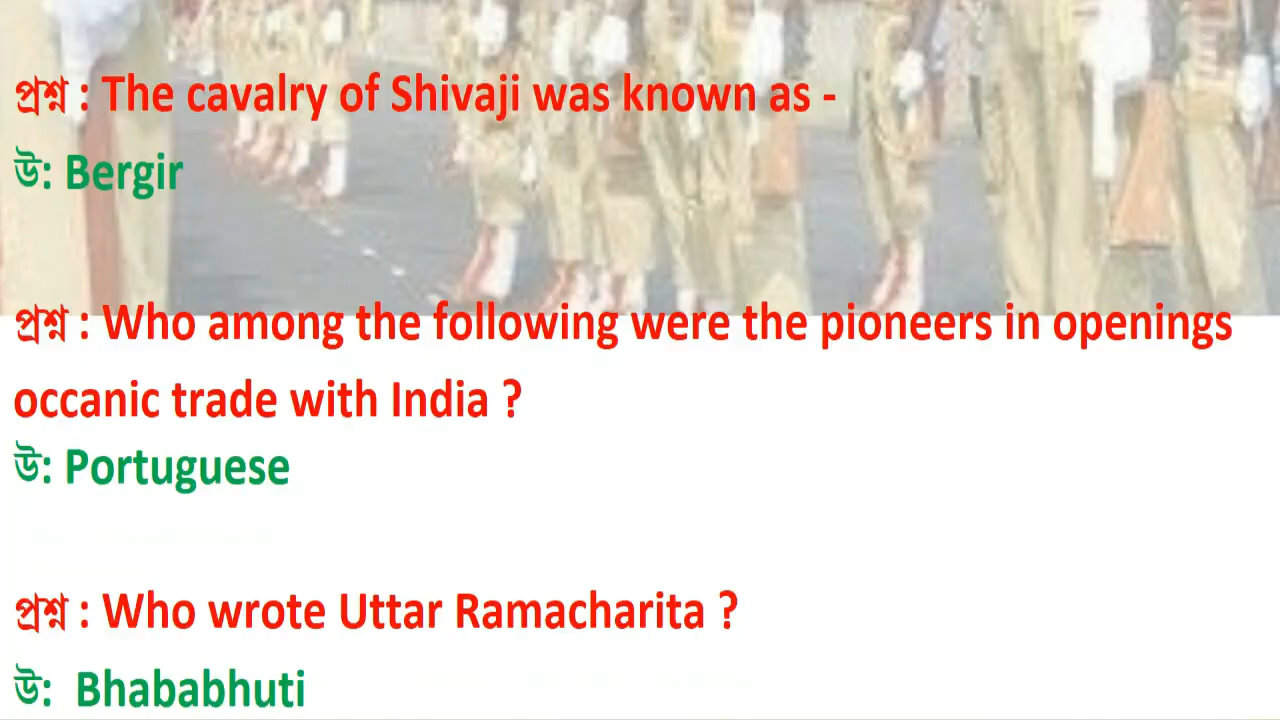 প্রশ্ন : The cavalry of Shivaji was known as -
উ: Bergir
প্রশ্ন : Who among the following were the pioneers in openings
occanic trade with India ?
উ: Portuguese
প্রশ্ন : Who wrote Uttar Ramacharita ?
উ: Bhababhuti